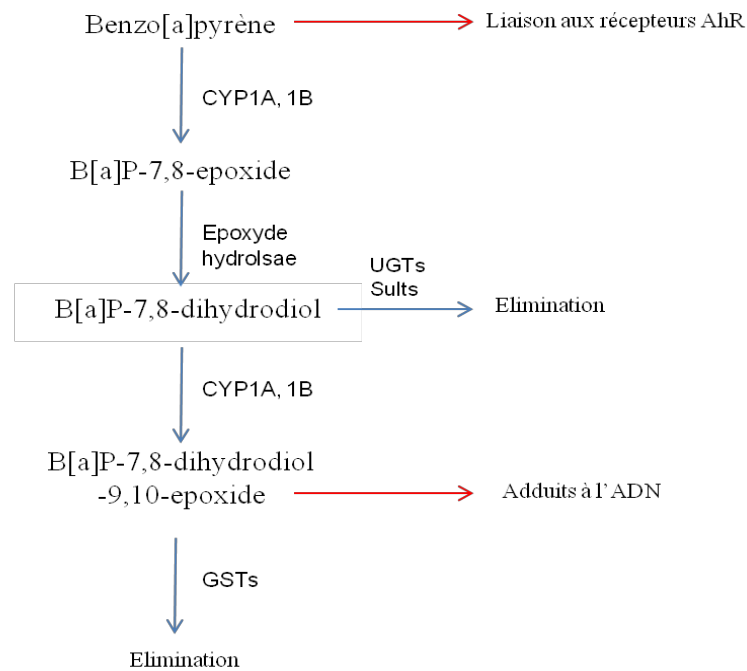 Benzo[a]pyrène
Liaison aux récepteurs AhR
CYP1A, 1B
B[a]P-7,8-epoxide
Epoxyde
hydrolsae
UGTs
Sults
B[a]P-7,8-dihydrodiol
Elimination
CYP1A, 1B
B[a]P-7,8-dihydrodiol
-9,10-epoxide
Adduits à l'ADN
GSTs
Elimination